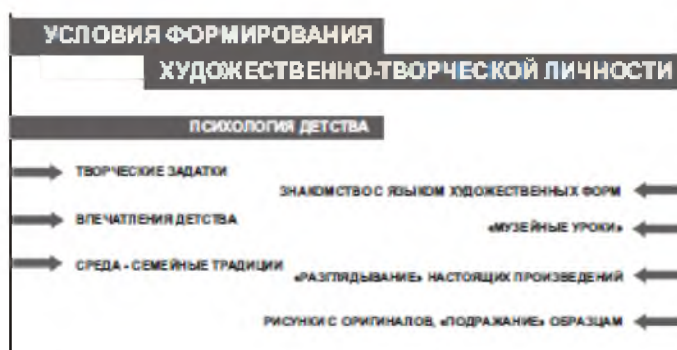 УСЛОВИЯ ФОРМИРОВАНИЯ
ХУДОЖЕСТВЕННО-ТВОРЧЕСКОЙ ЛИЧНОСТИ
ПСИХОЛОГИЯ ДЕТСТВА
ТВОРЧЕСКИЕ ЗАДАТКИ
ЗНАКОМСТВО С ЯЗЫКОМ ХУДОЖЕСТВЕННЫХ ФОРМ
ВПЕЧАТЛЕНИЯ ДЕТСТВА
«МУЗЕЙНЫЕ УРОКИ»
СРЕДА - СЕМЕЙНЫЕ ТРАДИЦИИ
«РАЗГЛЯДЫВАНИЕ» НАСТОЯЩИХ ПРОИЗВЕДЕНИЙ
РИСУНКИ С ОРИГИНАЛОВ, «ПОДРАЖАНИЕ» ОБРАЗЦАМ